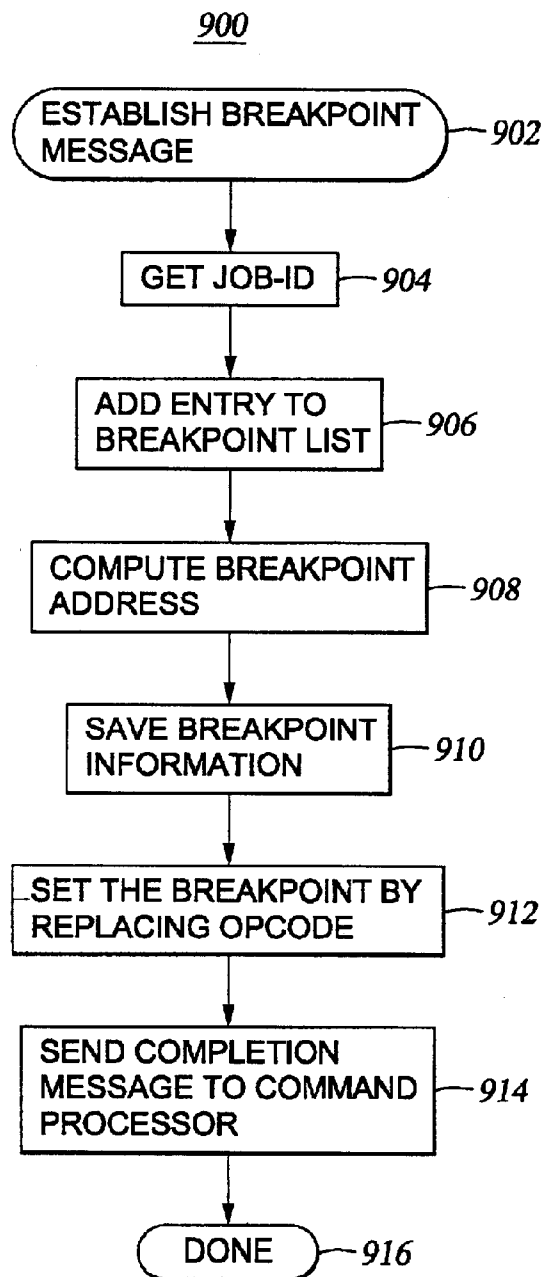 900
ESTABLISH BREAKPOINT
MESSAGE
902
GET JOB-ID
904
ADD ENTRY TO
BREAKPOINT LIST
906
COMPUTE BREAKPOINT
ADDRESS
908
SAVE BREAKPOINT
INFORMATION
910
SET THE BREAKPOINT BY
REPLACING OPCODE
912
SEND COMPLETION
MESSAGE TO COMMAND
PROCESSOR
914
DONE
916